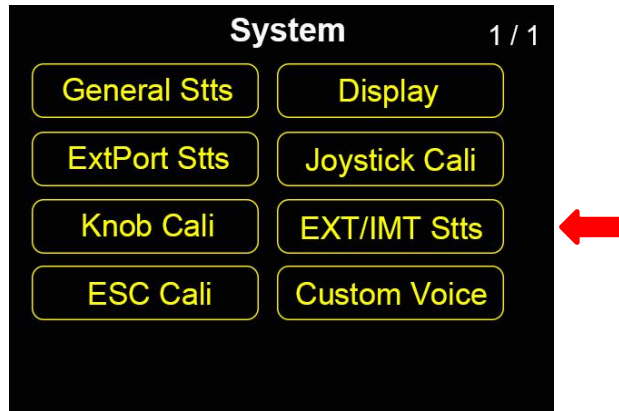 System 1 / 1
General Stts Display
ExtPort Stts Joystick Cali
Knob Cali EXT/IMT Stts
ESC Cali Custom Voice